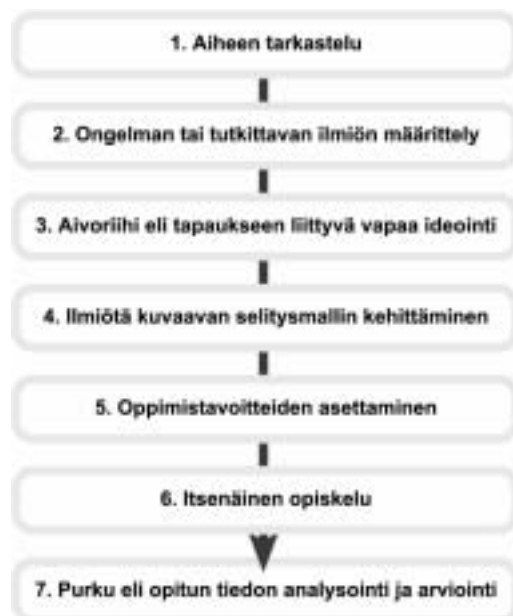 1. Aiheen tarkastelu
2. Ongelman tai tutkittavan ilmiön määrittely
3. Aivoriihi eli tapaukseen liittyvä vapaa ideointi
4. Ilmiötä kuvaavan selitysmallin kehittäminen
5. Oppimistavoitteiden asettaminen
6. Itsenäinen opiskelu
7. Purku eli opitun tiedon analysointi ja arviointi